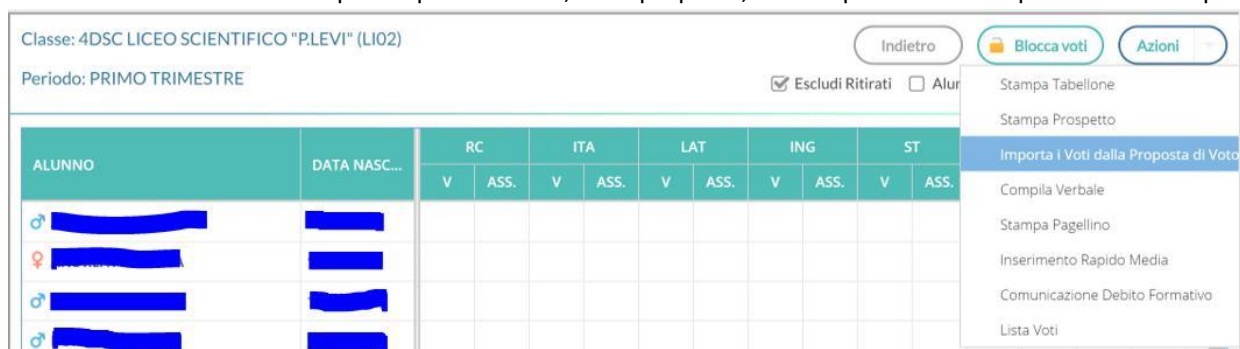 Classe: 4DSC LICEO SCIENTIFICO "P.LEVI" (LI02)
Indietro
Blocca voti
Azioni
Periodo: PRIMO TRIMESTRE
Escludi Ritirati
Stampa Tabellone
Stampa Prospetto
Importa i Voti dalla Proposta di Voto
Compila Verbale
Stampa Pagellino
Inserimento Rapido Media
Comunicazione Debito Formativo
Lista Voti
ALUNNO
DATA NASC...
RC ITA LAT ING ST
V ASS. V ASS. V ASS. V ASS. V ASS.